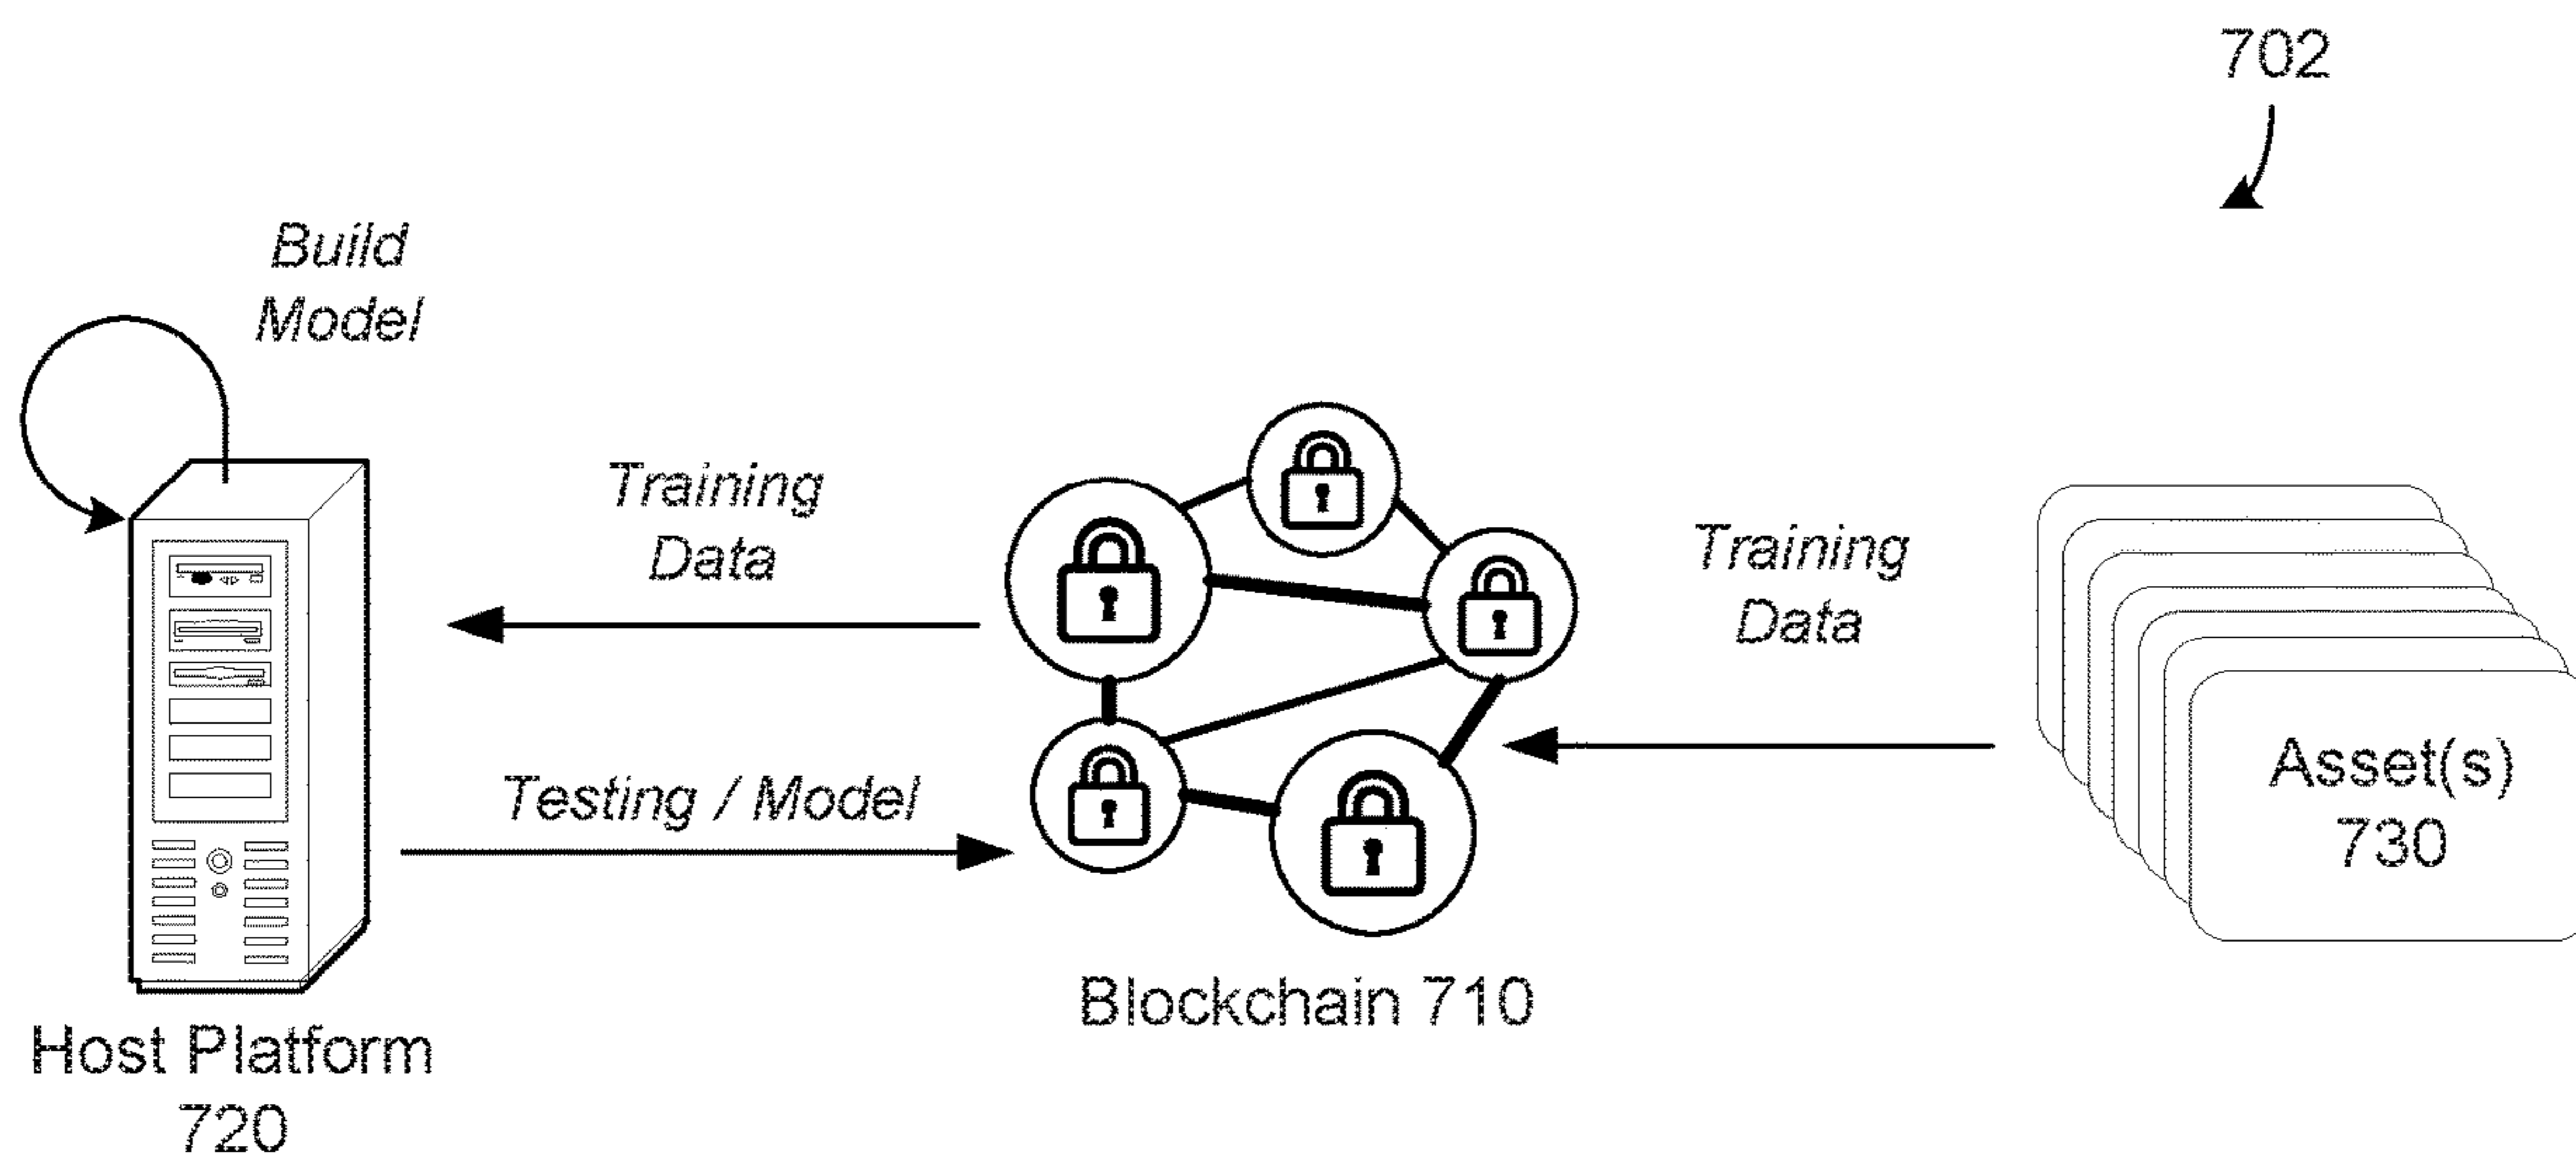 702
Build
Model
Training
Data
Training
Data
Testing / Model
Asset(s)
730
Blockchain 710
Host Platform
720